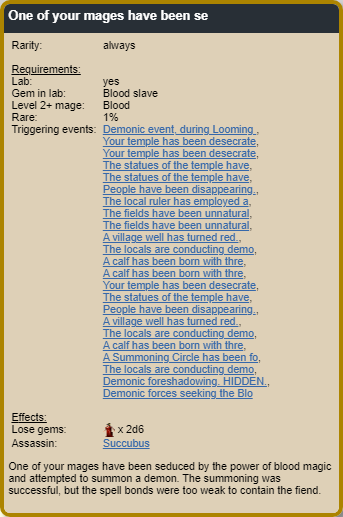 One of your mages have been se
Rarity: always
Requirements:
Lab: yes
Gem in lab: Blood slave
Level 2+ mage: Blood
Rare: 1%
Triggering events: Demonic event, during Looming ,
Your temple has been desecrate,
Your temple has been desecrate,
The statues of the temple have,
The statues of the temple have,
People have been disappearing.,
The local ruler has employed a,
The fields have been unnatural,
The fields have been unnatural,
A village well has turned red.,
The locals are conducting demo,
A calf has been born with thre,
A calf has been born with thre,
Your temple has been desecrate,
The statues of the temple have,
People have been disappearing.,
A village well has turned red.,
The locals are conducting demo,
A calf has been born with thre,
A Summoning Circle has been fo,
The locals are conducting demo,
Demonic foreshadowing. HIDDEN.,
Demonic forces seeking the Blo
Effects:
Lose gems: x 2d6
Assassin: Succubus
One of your mages have been seduced by the power of blood magic
and attempted to summon a demon. The summoning was
successful, but the spell bonds were too weak to contain the fiend.